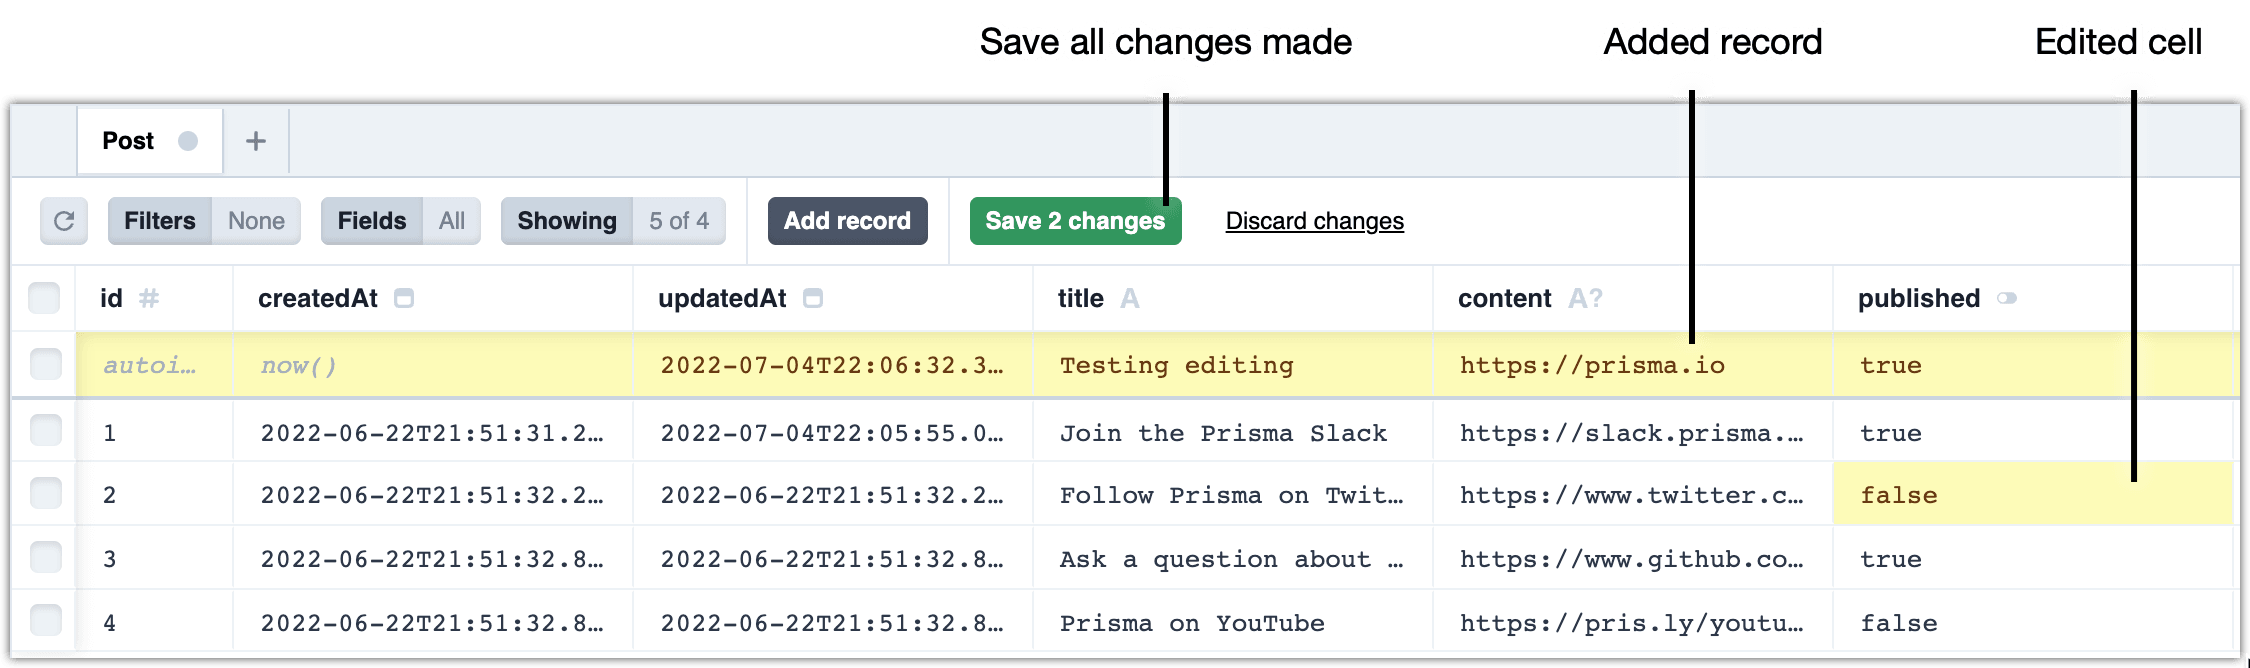 Save all changes made Added record Edited cell
Post +
Filters None Fields All Showing 5 of 4 Add record Save 2 changes Discard changes
id # createdAt updatedAt title A content A? published
autoi… now() 2022-07-04T22:06:32.3… Testing editing https://prisma.io true
1 2022-06-22T21:51:31.2… 2022-07-04T22:05:55.0… Join the Prisma Slack https://slack.prisma.… true
2 2022-06-22T21:51:32.2… 2022-06-22T21:51:32.2… Follow Prisma on Twit… https://www.twitter.c… false
3 2022-06-22T21:51:32.8… 2022-06-22T21:51:32.8… Ask a question about … https://www.github.co… true
4 2022-06-22T21:51:32.8… 2022-06-22T21:51:32.8… Prisma on YouTube https://pris.ly/youtu… false